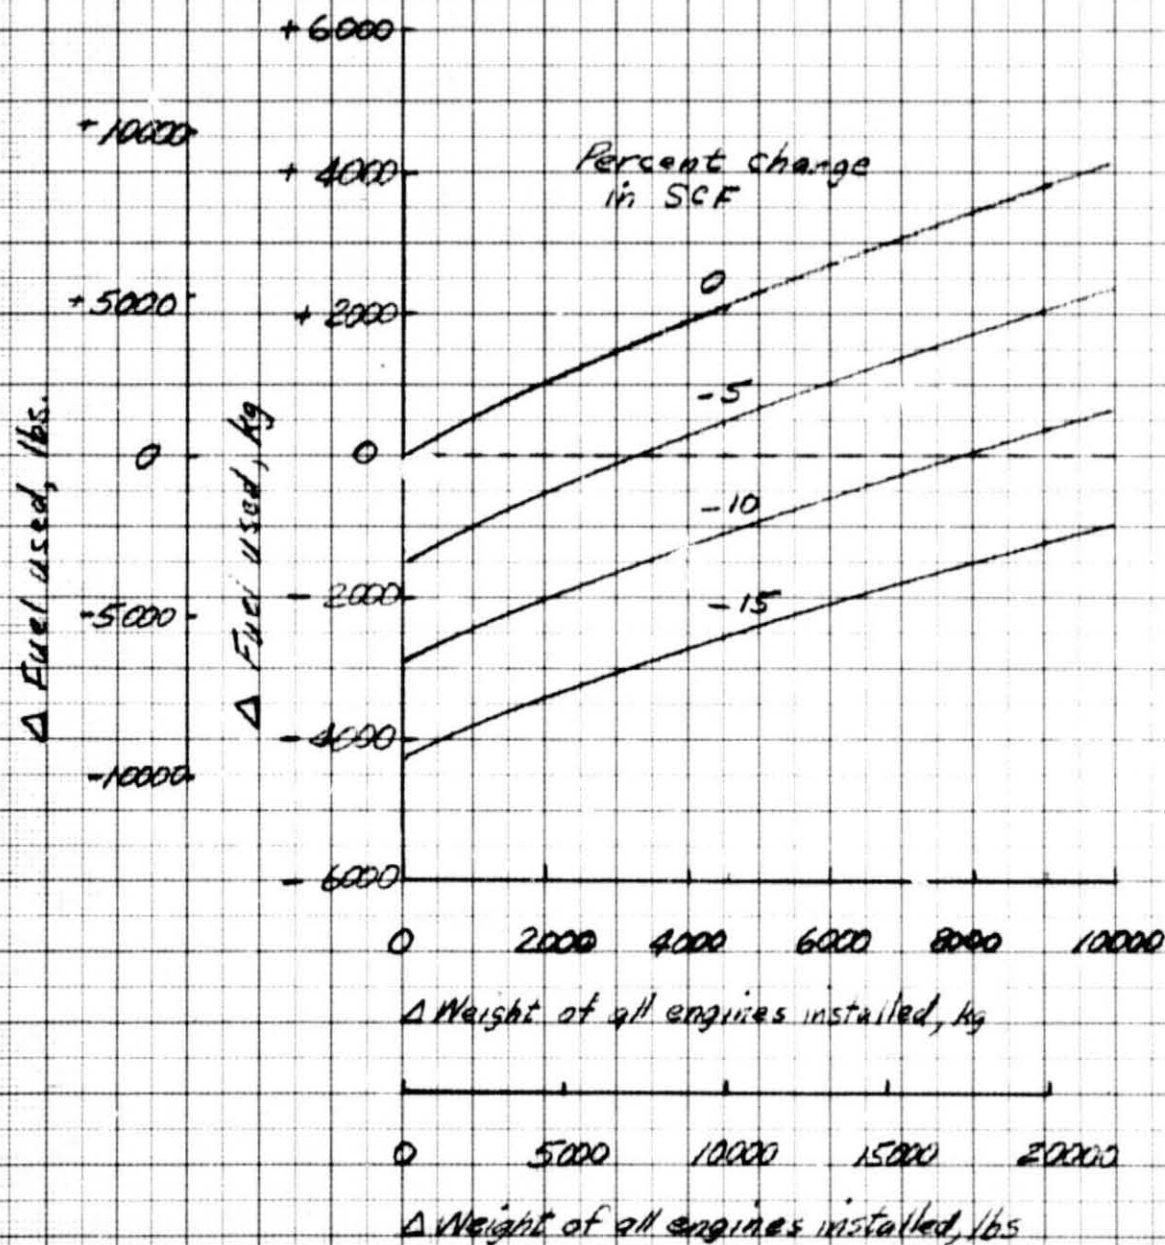 + 6000
+ 10000
+ 4000
Percent change
in SCF
0
+ 5000
+ 2000
-5
Δ Fuel used, lbs.
0
Δ Fuel used, kg
0
-10
-5000
- 2000
-15
- 4000
-10000
- 6000
0 2000 4000 6000 8000 10000
Δ Weight of all engines installed, kg
0 5000 10000 15000 20000
Δ Weight of all engines installed, lbs